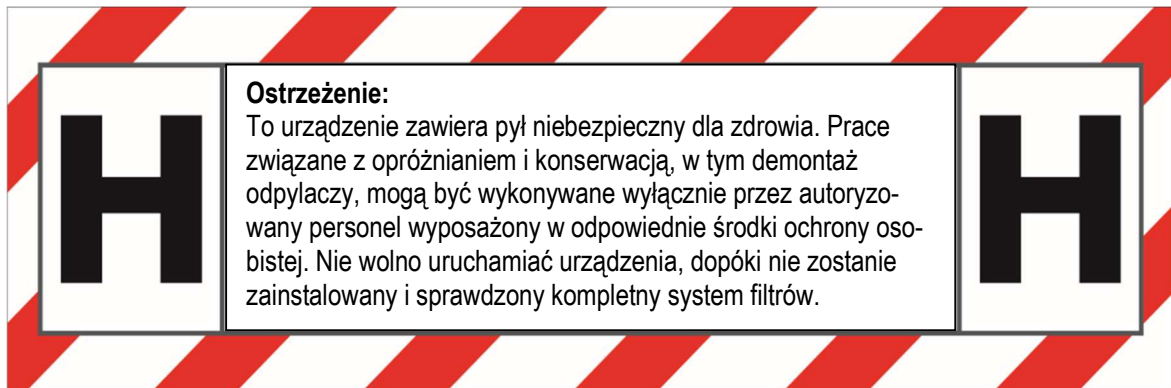 H
Ostrzeżenie:
To urządzenie zawiera pył niebezpieczny dla zdrowia. Prace
związane z opróżnianiem i konserwacją, w tym demontaż
odpylaczy, mogą być wykonywane wyłącznie przez autoryzo-
wany personel wyposażony w odpowiednie środki ochrony oso-
bistej. Nie wolno uruchamiać urządzenia, dopóki nie zostanie
zainstalowany i sprawdzony kompletny system filtrów.
H